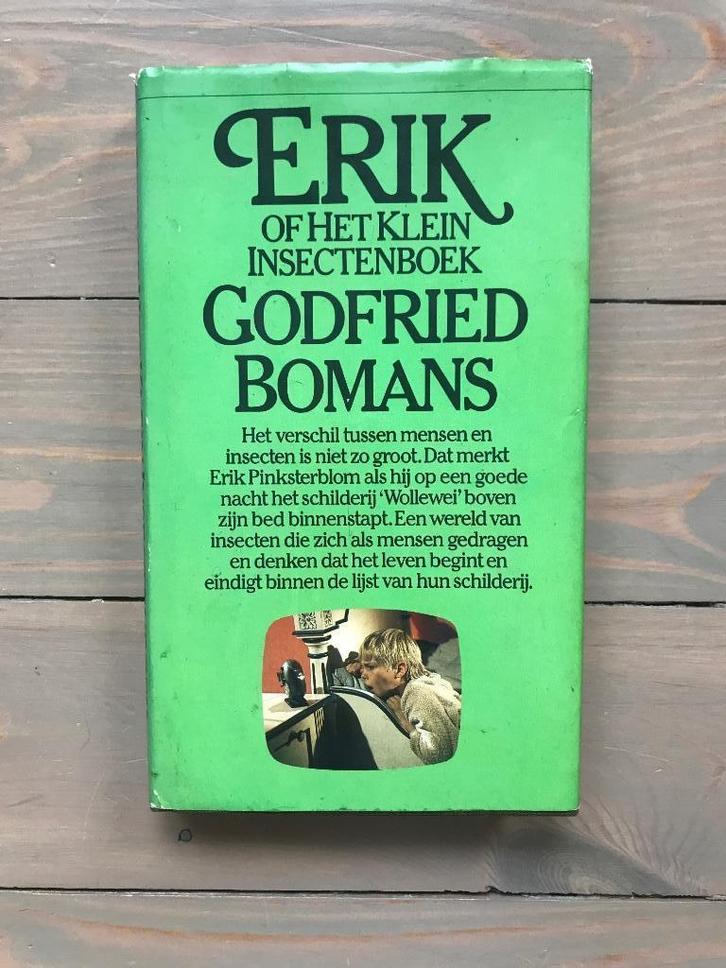 ERIK
OF HET KLEIN
INSECTENBOEK
GODFRIED
BOMANS
Het verschil tussen mensen en
insecten is niet zo groot. Dat merkt
Erik Pinksterblom als hij op een goede
nacht het schilderij 'Wollewei' boven
zijn bed binnenstapt. Een wereld van
insecten die zich als mensen gedragen
en denken dat het leven begint en
eindigt binnen de lijst van hun schilderij.